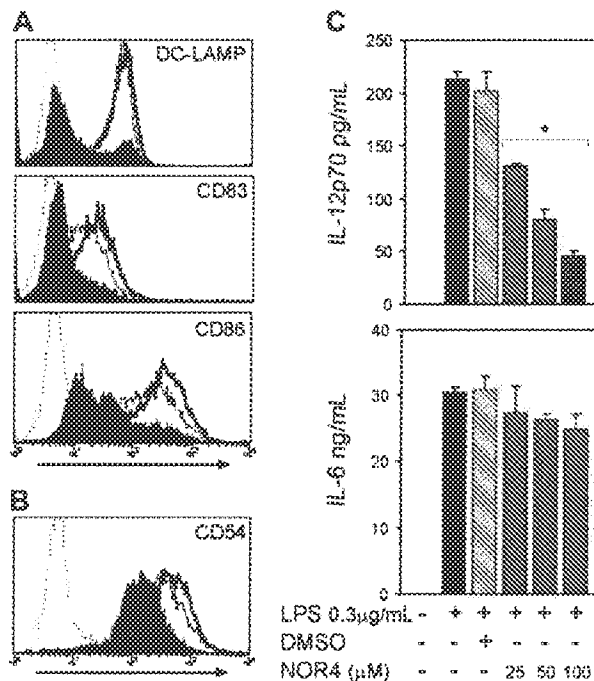 A
DC-LAMP
CD83
CD86
B
CD54
C
IL-12p70 pg/mL
250
200
150
100
50
0
*
IL-6 ng/mL
40
30
20
10
0
LPS 0.3µg/mL - + + + + +
DMSO - - + - - -
NOR4 (µM) - - - 25 50 100